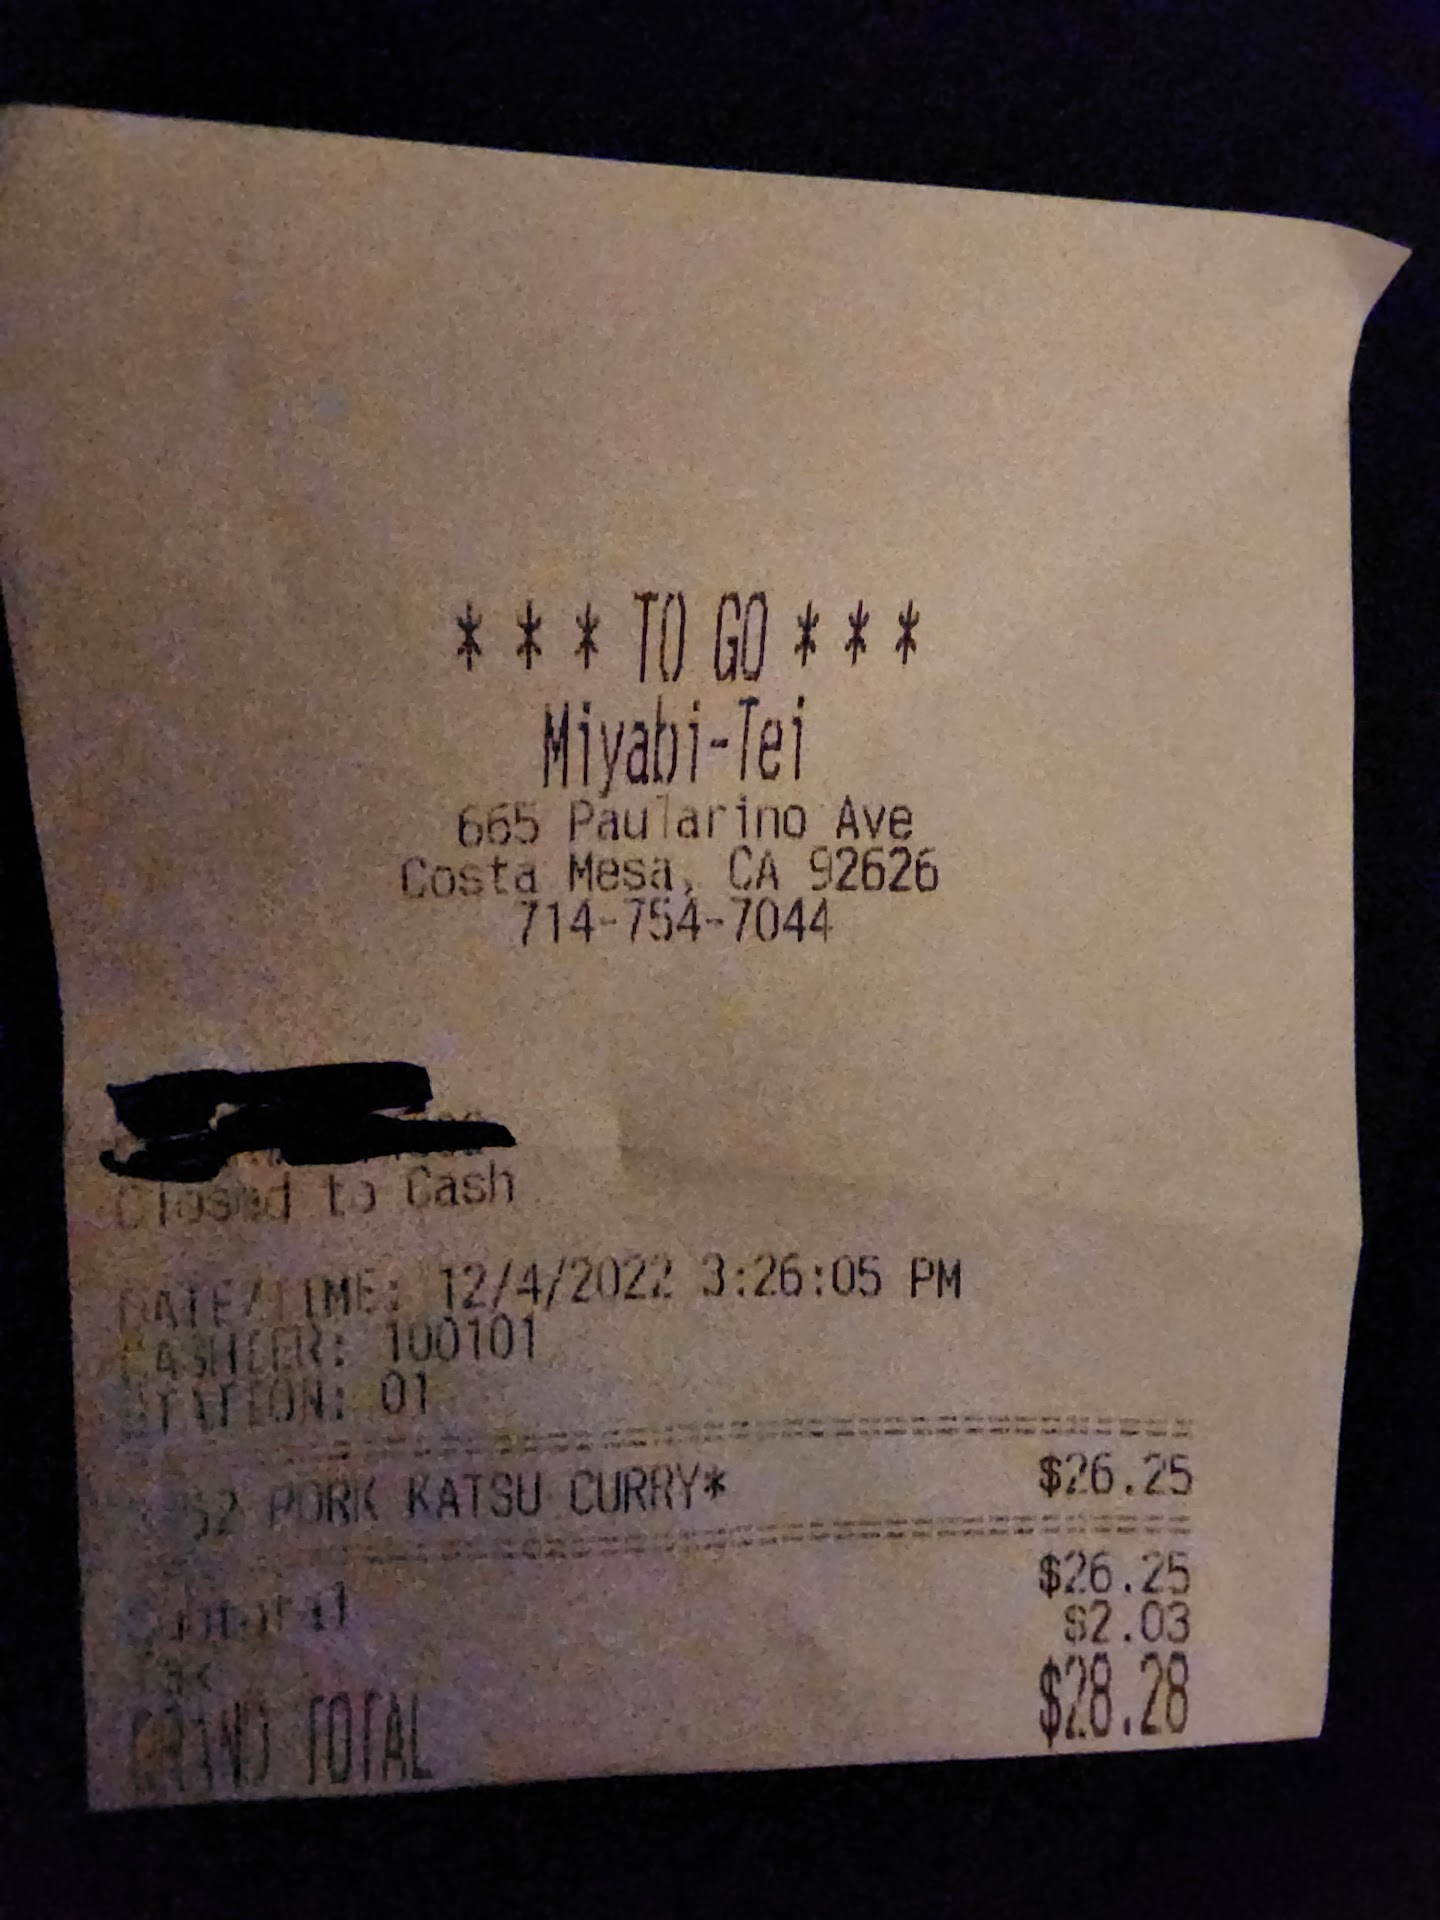 * * * TO GO * * *
Miyabi-Tei
665 Paularino Ave
Costa Mesa, CA 92626
714-754-7044
Closed to Cash
DATE/TIME: 12/4/2022 3:26:05 PM
CASHIER: 100101
STATION: 01
PORK KATSU CURRY* $26.25
Subtotal $26.25
Tax $2.03
GRAND TOTAL $28.28